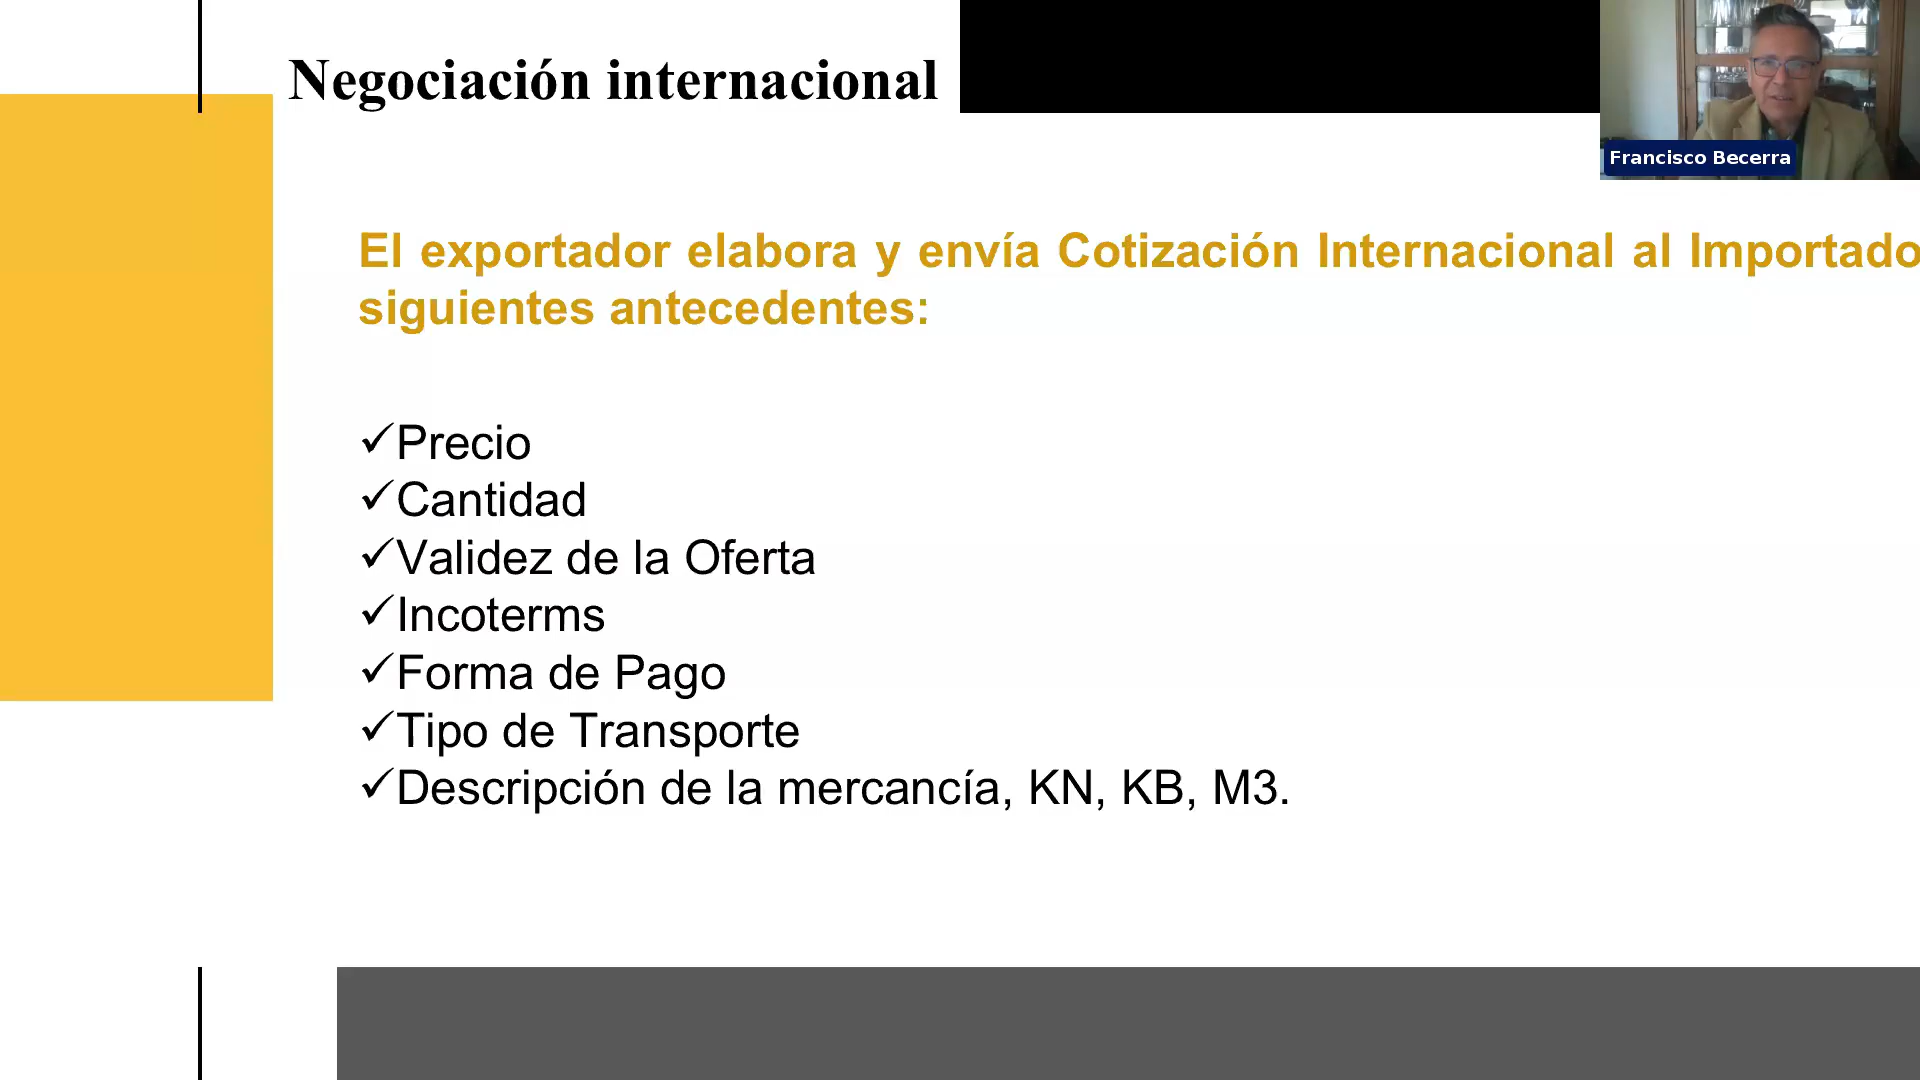 Negociación internacional
Francisco Becerra
El exportador elabora y envía Cotización Internacional al Importado
siguientes antecedentes:
✓Precio
✓Cantidad
✓Validez de la Oferta
✓Incoterms
✓Forma de Pago
✓Tipo de Transporte
✓Descripción de la mercancía, KN, KB, M3.